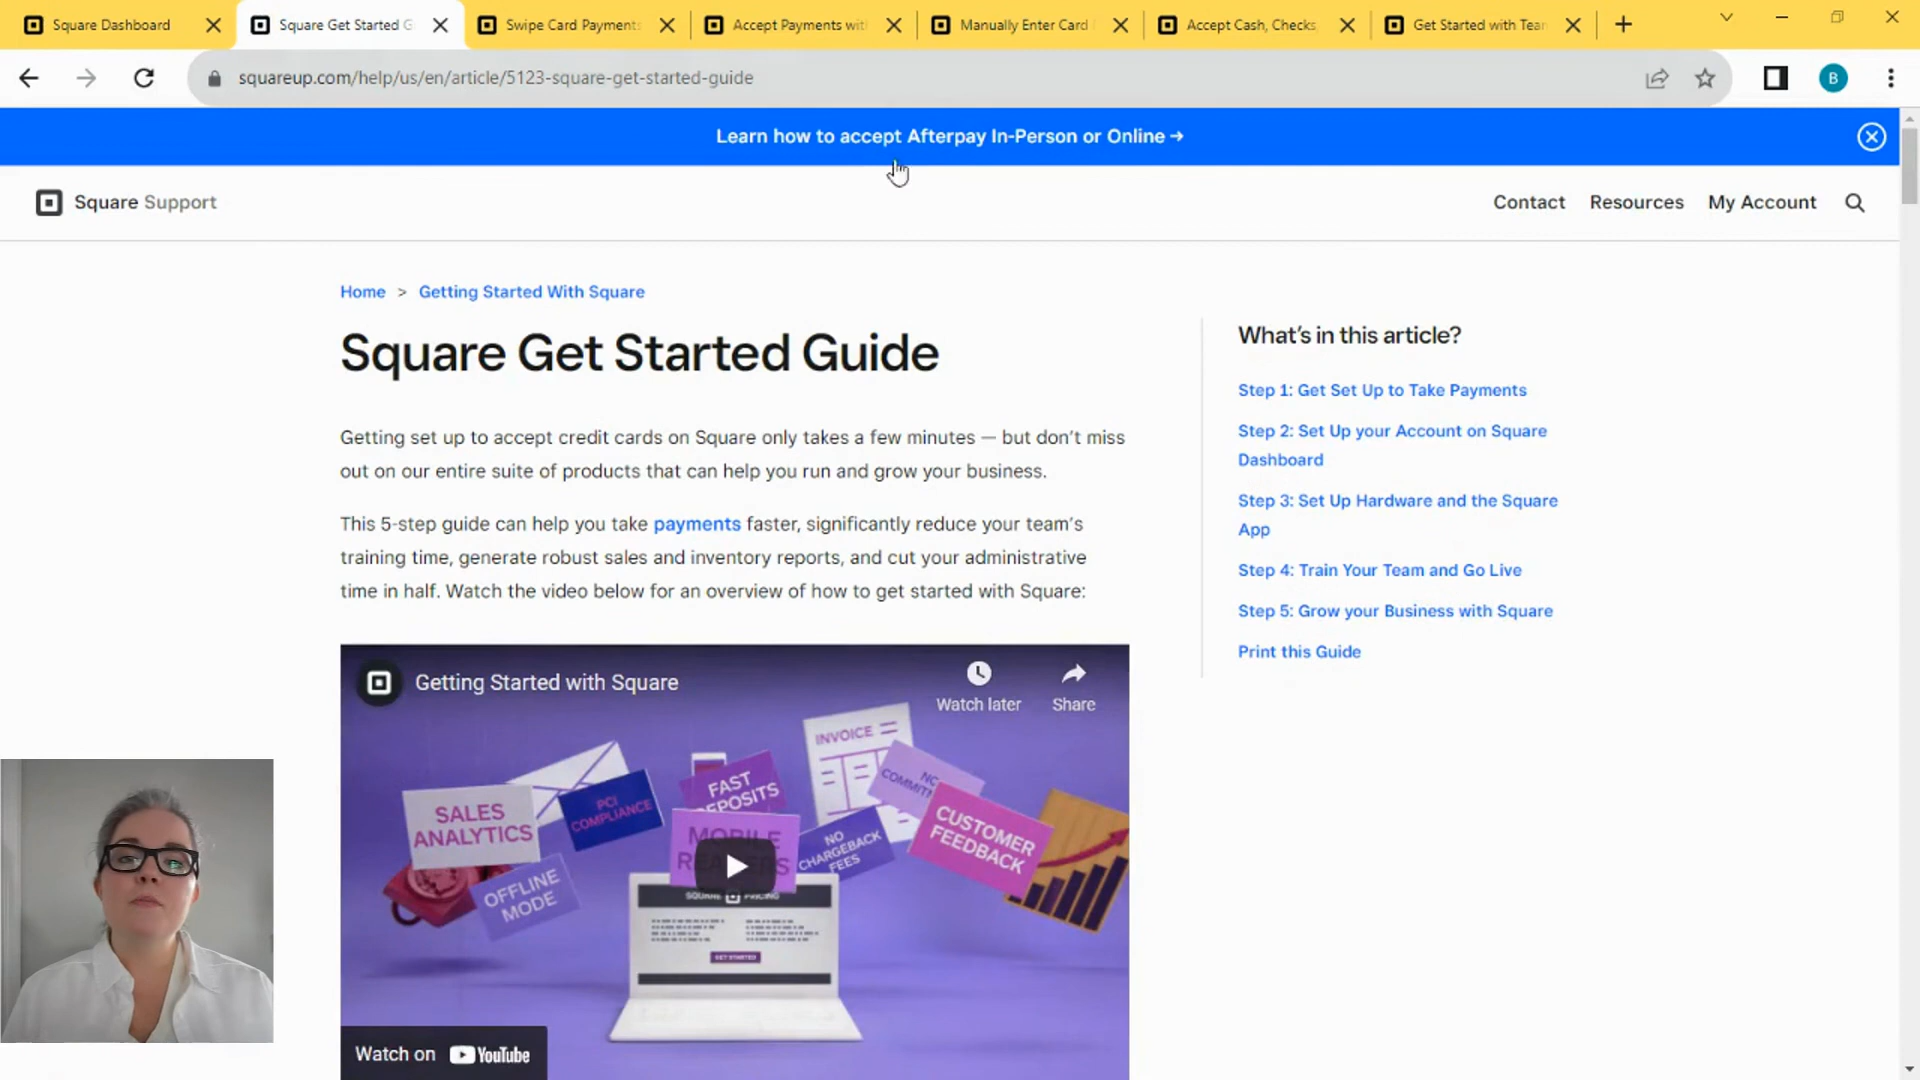 Square Dashboard
Square Get Started G
Swipe Card Payments
Accept Payments wit
Manually Enter Card
Accept Cash, Checks,
Get Started with Tea
squareup.com/help/us/en/article/5123-square-get-started-guide
B
Learn how to accept Afterpay In-Person or Online →
Square Support
Contact
Resources
My Account
Home > Getting Started With Square
Square Get Started Guide
Getting set up to accept credit cards on Square only takes a few minutes — but don't miss
out on our entire suite of products that can help you run and grow your business.
This 5-step guide can help you take payments faster, significantly reduce your team's
training time, generate robust sales and inventory reports, and cut your administrative
time in half. Watch the video below for an overview of how to get started with Square:
What's in this article?
Step 1: Get Set Up to Take Payments
Step 2: Set Up your Account on Square
Dashboard
Step 3: Set Up Hardware and the Square
App
Step 4: Train Your Team and Go Live
Step 5: Grow your Business with Square
Print this Guide
Getting Started with Square
Watch later
Share
SALES
ANALYTICS
PCI
COMPLIANCE
FAST
DEPOSITS
MOBILE
READERS
INVOICE
NO
CHARGEBACK
FEES
CUSTOMER
FEEDBACK
OFFLINE
MODE
SQUARE PRICING
GET STARTED
Watch on YouTube